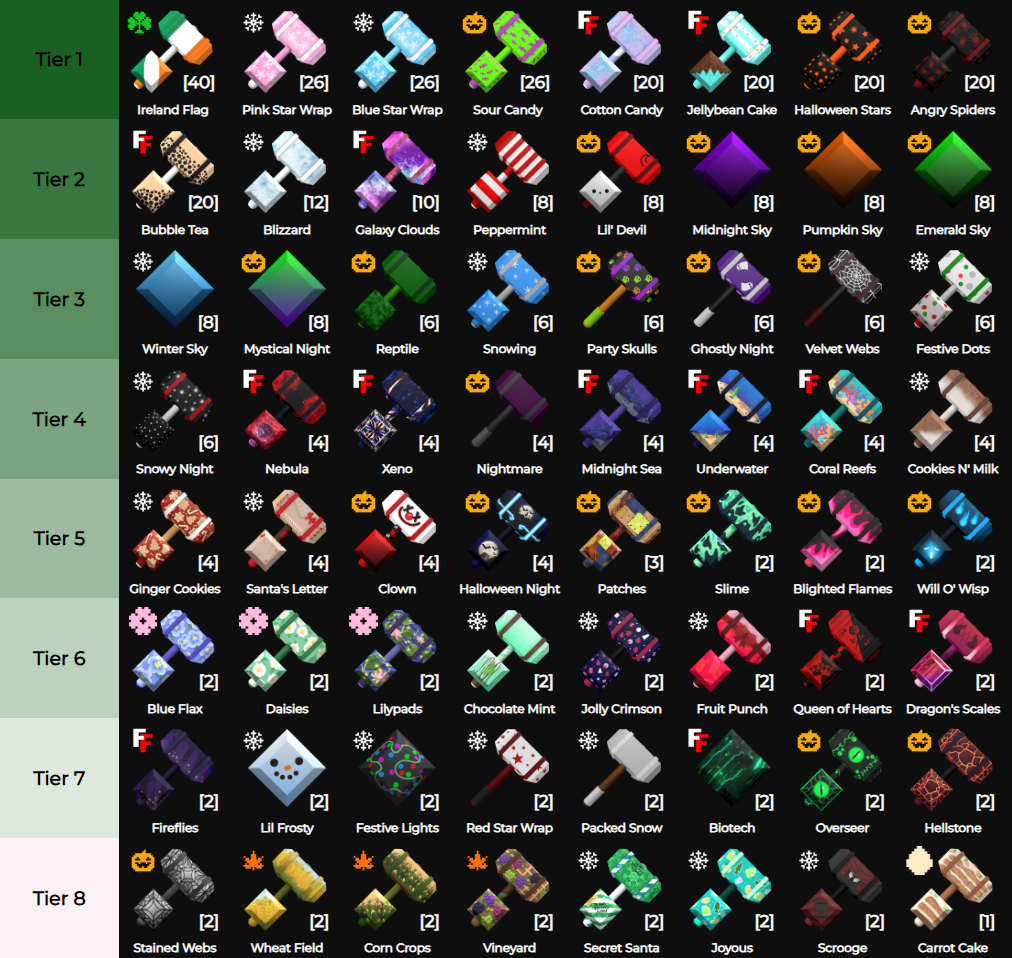 Tier 1
[40] [26] [26] [26] [20] [20] [20] [20]
Ireland Flag Pink Star Wrap Blue Star Wrap Sour Candy Cotton Candy Jellybean Cake Halloween Stars Angry Spiders
Tier 2
[20] [12] [10] [8] [8] [8] [8] [8]
Bubble Tea Blizzard Galaxy Clouds Peppermint Lil' Devil Midnight Sky Pumpkin Sky Emerald Sky
Tier 3
[8] [8] [6] [6] [6] [6] [6] [6]
Winter Sky Mystical Night Reptile Snowing Party Skulls Ghostly Night Velvet Webs Festive Dots
Tier 4
[6] [4] [4] [4] [4] [4] [4] [4]
Snowy Night Nebula Xeno Nightmare Midnight Sea Underwater Coral Reefs Cookies N' Milk
Tier 5
[4] [4] [4] [4] [3] [2] [2] [2]
Ginger Cookies Santa's Letter Clown Halloween Night Patches Slime Blighted Flames Will O' Wisp
Tier 6
[2] [2] [2] [2] [2] [2] [2] [2]
Blue Flax Daisies Lilypads Chocolate Mint Jolly Crimson Fruit Punch Queen of Hearts Dragon's Scales
Tier 7
[2] [2] [2] [2] [2] [2] [2] [2]
Fireflies Lil Frosty Festive Lights Red Star Wrap Packed Snow Biotech Overseer Hellstone
Tier 8
[2] [2] [2] [2] [2] [2] [2] [1]
Stained Webs Wheat Field Corn Crops Vineyard Secret Santa Joyous Scrooge Carrot Cake